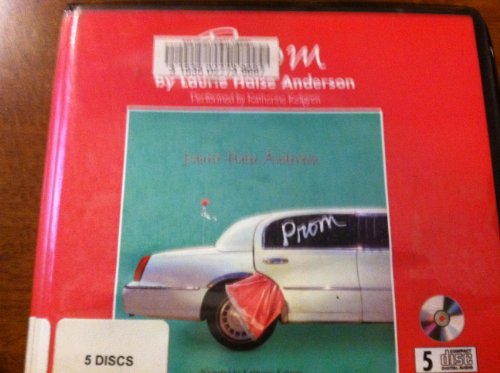 Prom
By Laurie Halse Anderson
Performed by Katherine Kellgren
Laurie Halse Anderson
Prom
5 DISCS
5 COMPACT
disc
DIGITAL AUDIO